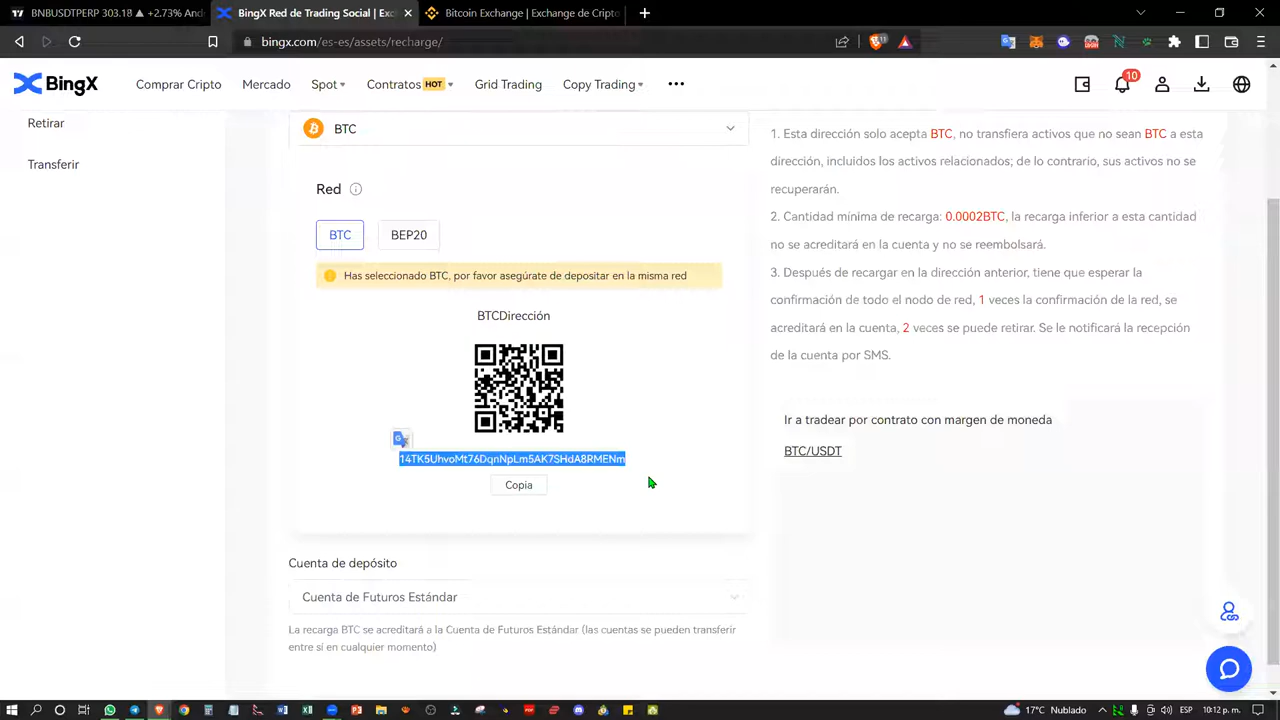 BNBUSDTPERP 303.18 ▲ +2.73% And
BingX Red de Trading Social | Exc
Bitcoin Exchange | Exchange de Cripto
bingx.com/es-es/assets/recharge/
BingX
Comprar Cripto
Mercado
Spot
Contratos HOT
Grid Trading
Copy Trading
10
Retirar
Transferir
BTC
Red
BTC
BEP20
Has seleccionado BTC, por favor asegúrate de depositar en la misma red
BTCDirección
14TK5UhvoMt76DqnNpLm5AK7SHdA8RMENm
Copia
Cuenta de depósito
Cuenta de Futuros Estándar
La recarga BTC se acreditará a la Cuenta de Futuros Estándar (las cuentas se pueden transferir
entre sí en cualquier momento)
1. Esta dirección solo acepta BTC, no transfiera activos que no sean BTC a esta
dirección, incluidos los activos relacionados; de lo contrario, sus activos no se
recuperarán.
2. Cantidad mínima de recarga: 0.0002BTC, la recarga inferior a esta cantidad
no se acreditará en la cuenta y no se reembolsará.
3. Después de recargar en la dirección anterior, tiene que esperar la
confirmación de todo el nodo de red, 1 veces la confirmación de la red, se
acreditará en la cuenta, 2 veces se puede retirar. Se le notificará la recepción
de la cuenta por SMS.
Ir a tradear por contrato con margen de moneda
BTC/USDT
17°C Nublado
ESP
10:12 p. m.